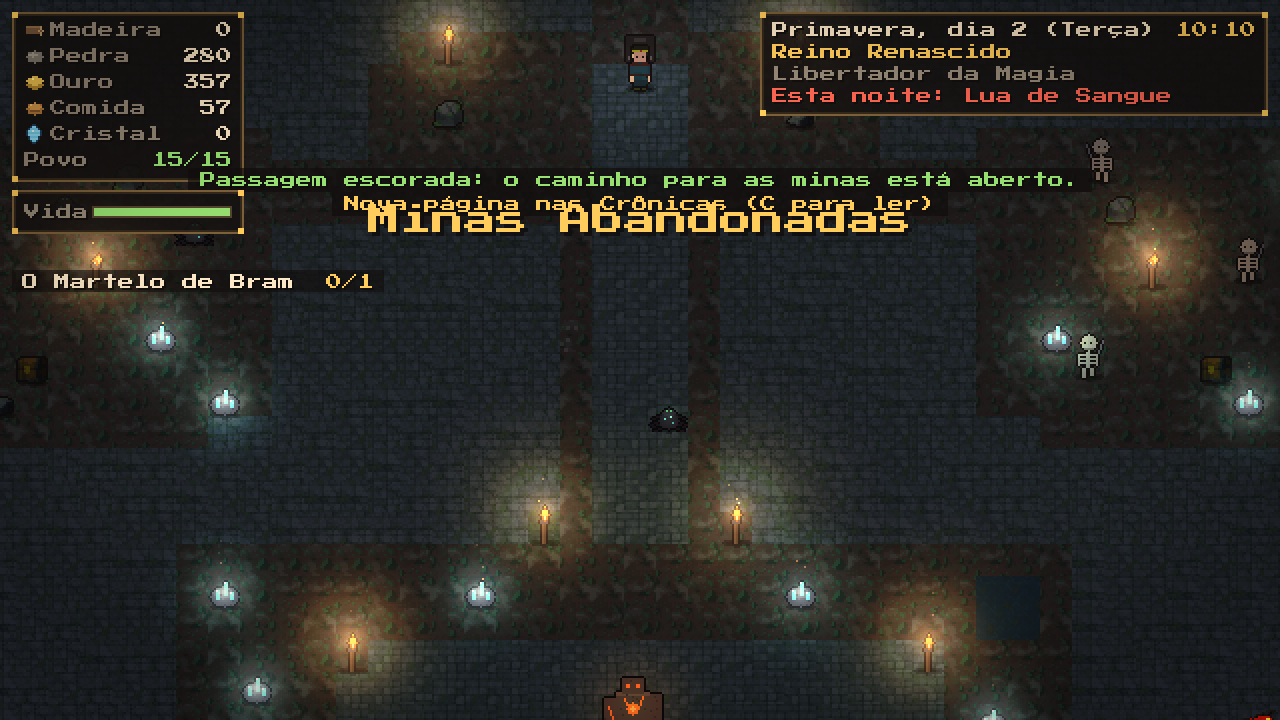 Madeira 0
Pedra 280
Ouro 357
Comida 57
Cristal 0
Povo 15/15
Vida
Primavera, dia 2 (Terça) 10:10
Reino Renascido
Libertador da Magia
Esta noite: Lua de Sangue
Passagem escorada: o caminho para as minas está aberto.
Nova página nas Crônicas (C para ler)
Minas Abandonadas
O Martelo de Bram 0/1